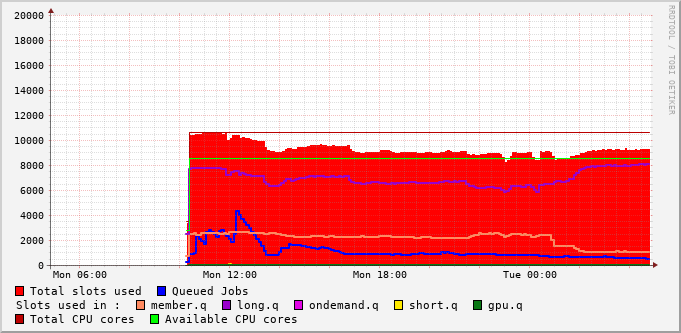 20000
18000
16000
14000
12000
10000
8000
6000
4000
2000
0
Mon 06:00 Mon 12:00 Mon 18:00 Tue 00:00
RRDTOOL / TOBI OETIKER
Total slots used Queued Jobs
Slots used in : member.q long.q ondemand.q short.q gpu.q
Total CPU cores Available CPU cores